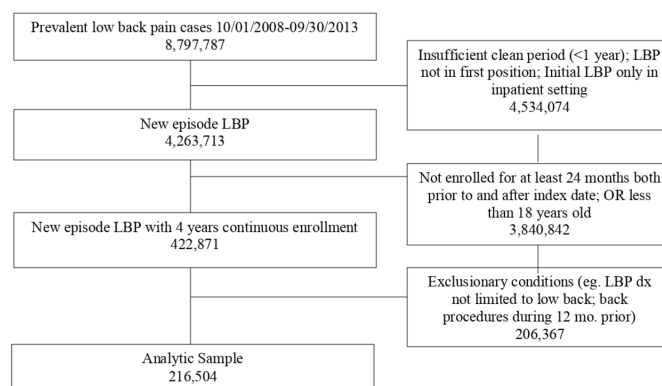 Prevalent low back pain cases 10/01/2008-09/30/2013
8,797,787
Insufficient clean period (<1 year); LBP
not in first position; Initial LBP only in
inpatient setting
4,534,074
New episode LBP
4,263,713
Not enrolled for at least 24 months both
prior to and after index date; OR less
than 18 years old
3,840,842
New episode LBP with 4 years continuous enrollment
422,871
Exclusionary conditions (eg. LBP dx
not limited to low back; back
procedures during 12 mo. prior)
206,367
Analytic Sample
216,504